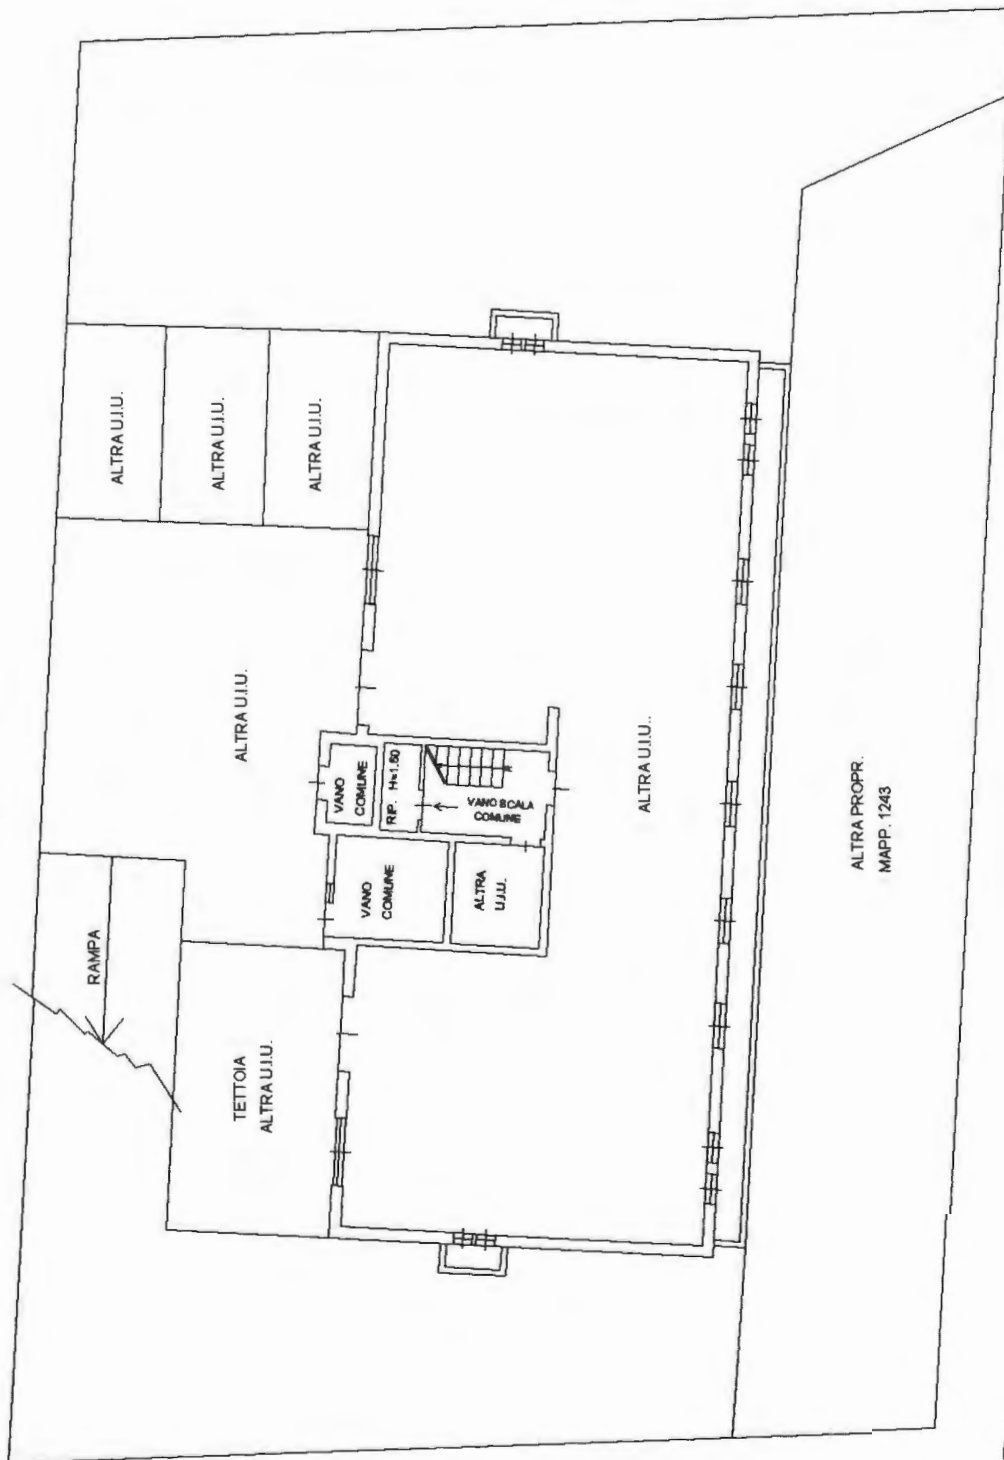 ALTRA U.I.U.
ALTRA U.I.U.
ALTRA U.I.U.
ALTRA U.I.U.
VANO
COMUNE
RIP. H=1.60
VANO SCALA
COMUNE
VANO
COMUNE
ALTRA
U.I.U.
ALTRA U.I.U..
RAMPA
TETTOIA
ALTRA U.I.U.
ALTRA PROPR.
MAPP. 1243